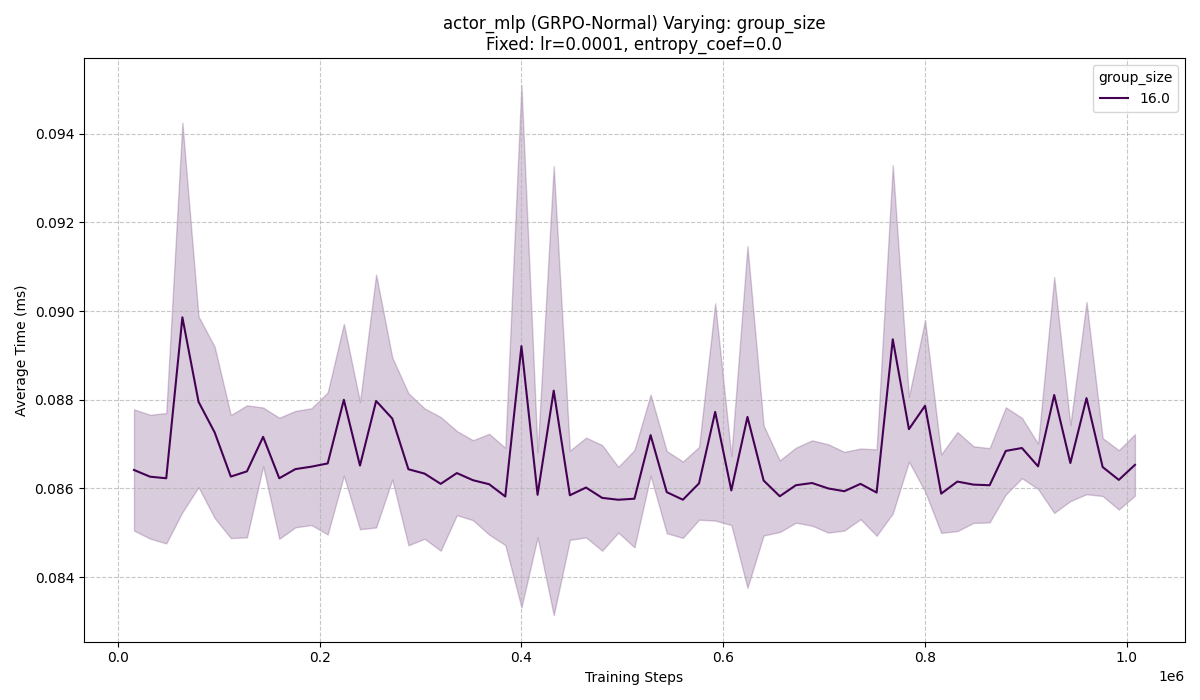 actor_mlp (GRPO-Normal) Varying: group_size
Fixed: lr=0.0001, entropy_coef=0.0
group_size
16.0
Average Time (ms)
0.094
0.092
0.090
0.088
0.086
0.084
0.0 0.2 0.4 0.6 0.8 1.0
1e6
Training Steps